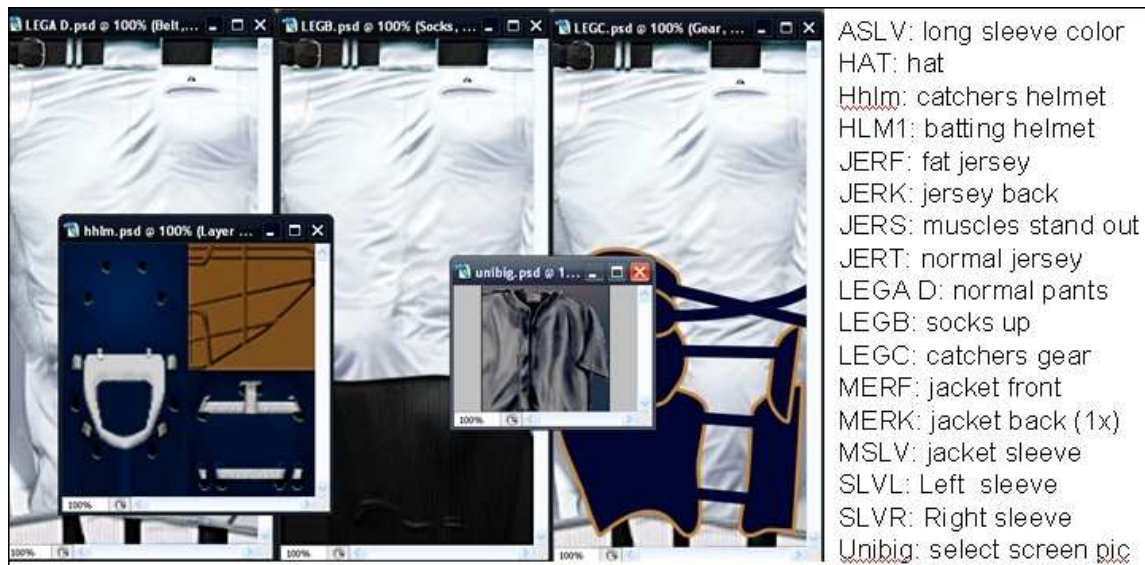 LEGA D.psd @ 100% (Belt,...
LEGB.psd @ 100% (Socks, ...
LEGC.psd @ 100% (Gear, ...
hhlm.psd @ 100% (Layer ...
unibig.psd @ 1...
100%
100%
100%
100%
100%
ASLV: long sleeve color
HAT: hat
Hhlm: catchers helmet
HLM1: batting helmet
JERF: fat jersey
JERK: jersey back
JERS: muscles stand out
JERT: normal jersey
LEGA D: normal pants
LEGB: socks up
LEGC: catchers gear
MERF: jacket front
MERK: jacket back (1x)
MSLV: jacket sleeve
SLVL: Left sleeve
SLVR: Right sleeve
Unibig: select screen pic